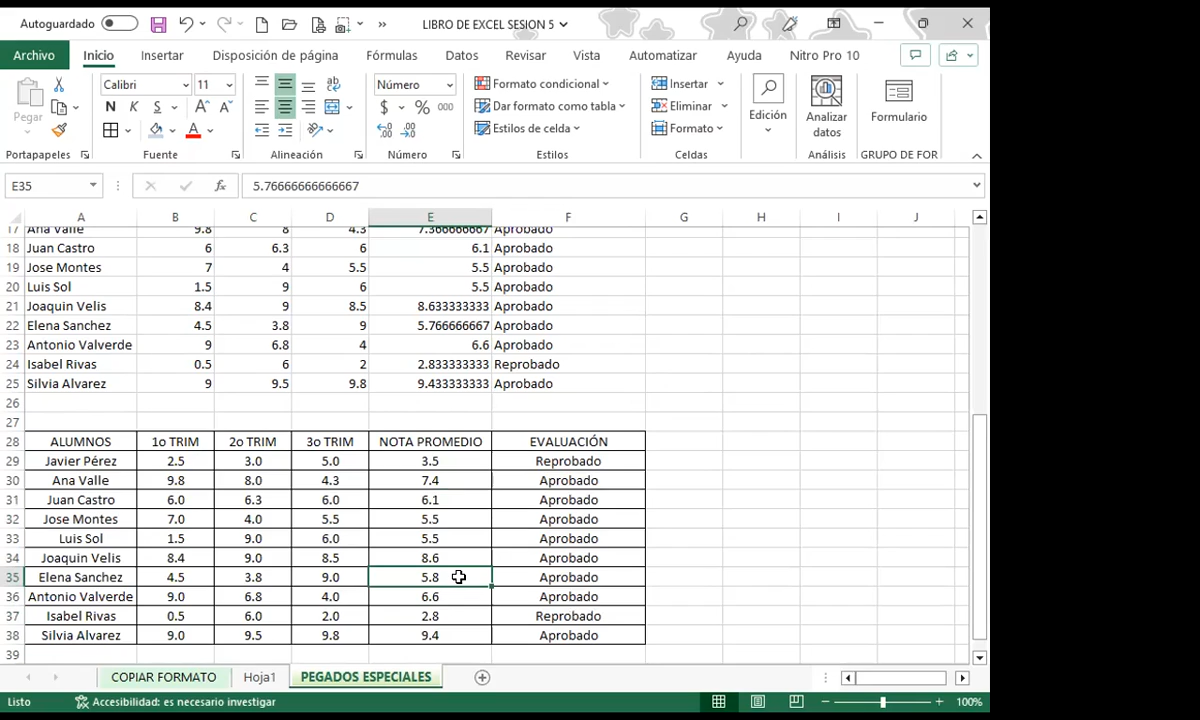 Autoguardado LIBRO DE EXCEL SESION 5
Archivo Inicio Insertar Disposición de página Fórmulas Datos Revisar Vista Automatizar Ayuda Nitro Pro 10
Calibri 11 Número Formato condicional Insertar
Pegar N K S Dar formato como tabla Eliminar Edición Analizar datos Formulario
$ % 000
A Estilos de celda Formato
Portapapeles Fuente Alineación Número Estilos Celdas Análisis GRUPO DE FOR
E35 fx 5.76666666666667
A B C D E F G H I J
17 Ana Valle 9.8 8 4.3 7.366666667 Aprobado
18 Juan Castro 6 6.3 6 6.1 Aprobado
19 Jose Montes 7 4 5.5 5.5 Aprobado
20 Luis Sol 1.5 9 6 5.5 Aprobado
21 Joaquin Velis 8.4 9 8.5 8.633333333 Aprobado
22 Elena Sanchez 4.5 3.8 9 5.766666667 Aprobado
23 Antonio Valverde 9 6.8 4 6.6 Aprobado
24 Isabel Rivas 0.5 6 2 2.833333333 Reprobado
25 Silvia Alvarez 9 9.5 9.8 9.433333333 Aprobado
26
27
28 ALUMNOS 1o TRIM 2o TRIM 3o TRIM NOTA PROMEDIO EVALUACIÓN
29 Javier Pérez 2.5 3.0 5.0 3.5 Reprobado
30 Ana Valle 9.8 8.0 4.3 7.4 Aprobado
31 Juan Castro 6.0 6.3 6.0 6.1 Aprobado
32 Jose Montes 7.0 4.0 5.5 5.5 Aprobado
33 Luis Sol 1.5 9.0 6.0 5.5 Aprobado
34 Joaquin Velis 8.4 9.0 8.5 8.6 Aprobado
35 Elena Sanchez 4.5 3.8 9.0 5.8 Aprobado
36 Antonio Valverde 9.0 6.8 4.0 6.6 Aprobado
37 Isabel Rivas 0.5 6.0 2.0 2.8 Reprobado
38 Silvia Alvarez 9.0 9.5 9.8 9.4 Aprobado
39
COPIAR FORMATO Hoja1 PEGADOS ESPECIALES
Listo Accesibilidad: es necesario investigar 100%